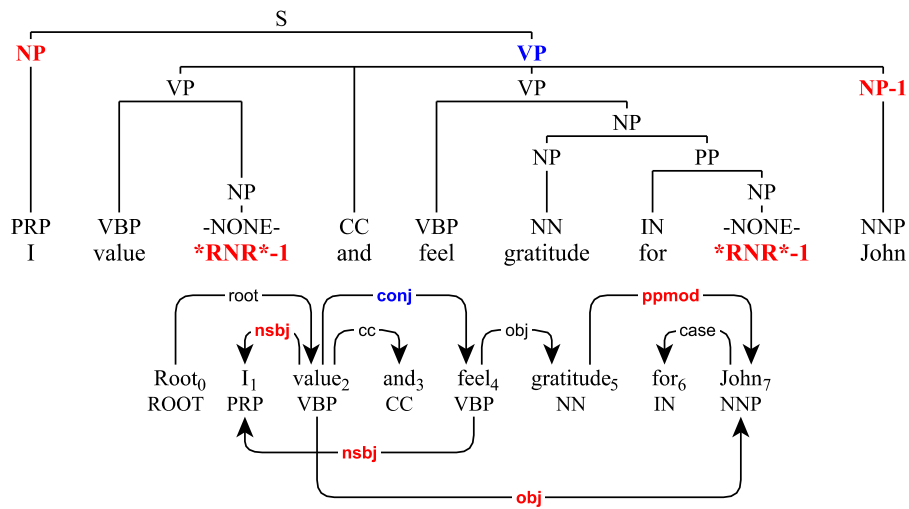 S
NP VP
VP VP NP-1
NP
NP PP
NP NP
PRP VBP -NONE- CC VBP NN IN -NONE- NNP
I value *RNR*-1 and feel gratitude for *RNR*-1 John
root conj ppmod
nsbj cc obj case
Root0 I1 value2 and3 feel4 gratitude5 for6 John7
ROOT PRP VBP CC VBP NN IN NNP
nsbj
obj